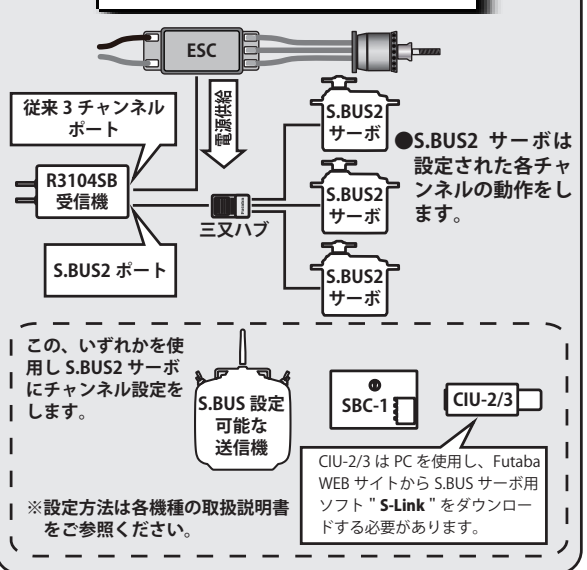 ESC
従来 3 チャンネル
ポート
電源供給
S.BUS2
サーボ
●S.BUS2 サーボは
設定された各チャ
ンネルの動作をし
ます。
R3104SB
受信機
Futaba
三又ハブ
S.BUS2
サーボ
S.BUS2 ポート
S.BUS2
サーボ
この、いずれかを使
用し S.BUS2 サーボ
にチャンネル設定を
します。
S.BUS 設定
可能な
送信機
SBC-1
CIU-2/3
CIU-2/3 は PC を使用し、Futaba
WEB サイトから S.BUS サーボ用
ソフト " S-Link " をダウンロー
ドする必要があります。
※設定方法は各機種の取扱説明書
をご参照ください。